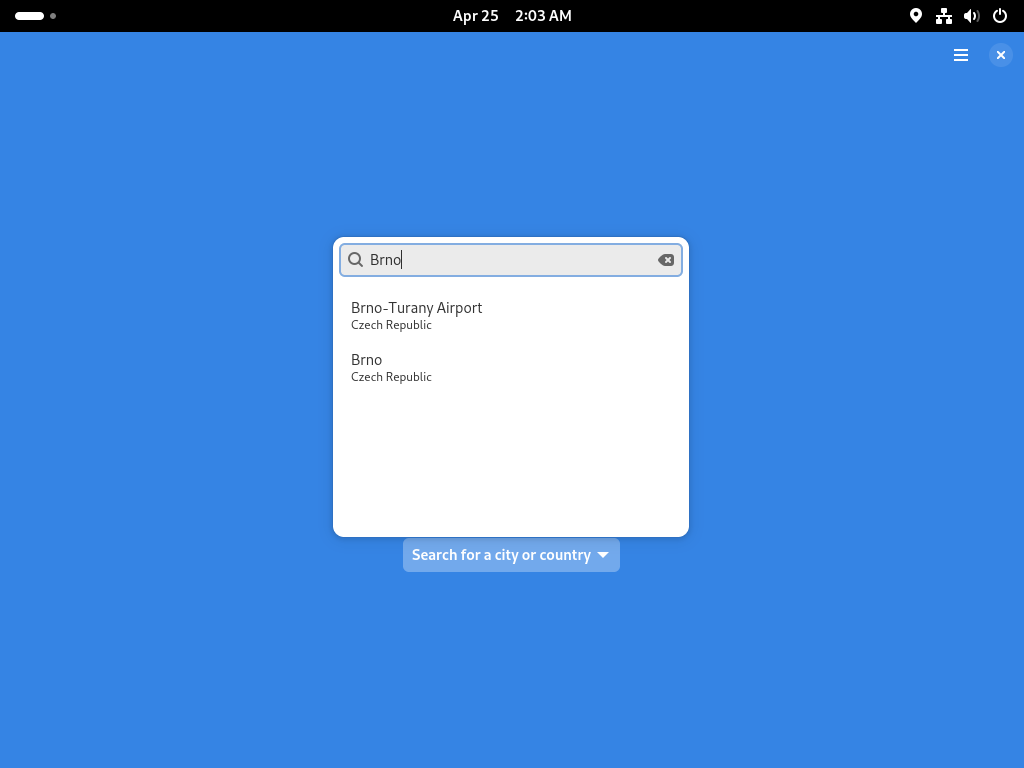 Apr 25 2:03 AM
Brno
Brno-Turany Airport
Czech Republic
Brno
Czech Republic
Search for a city or country